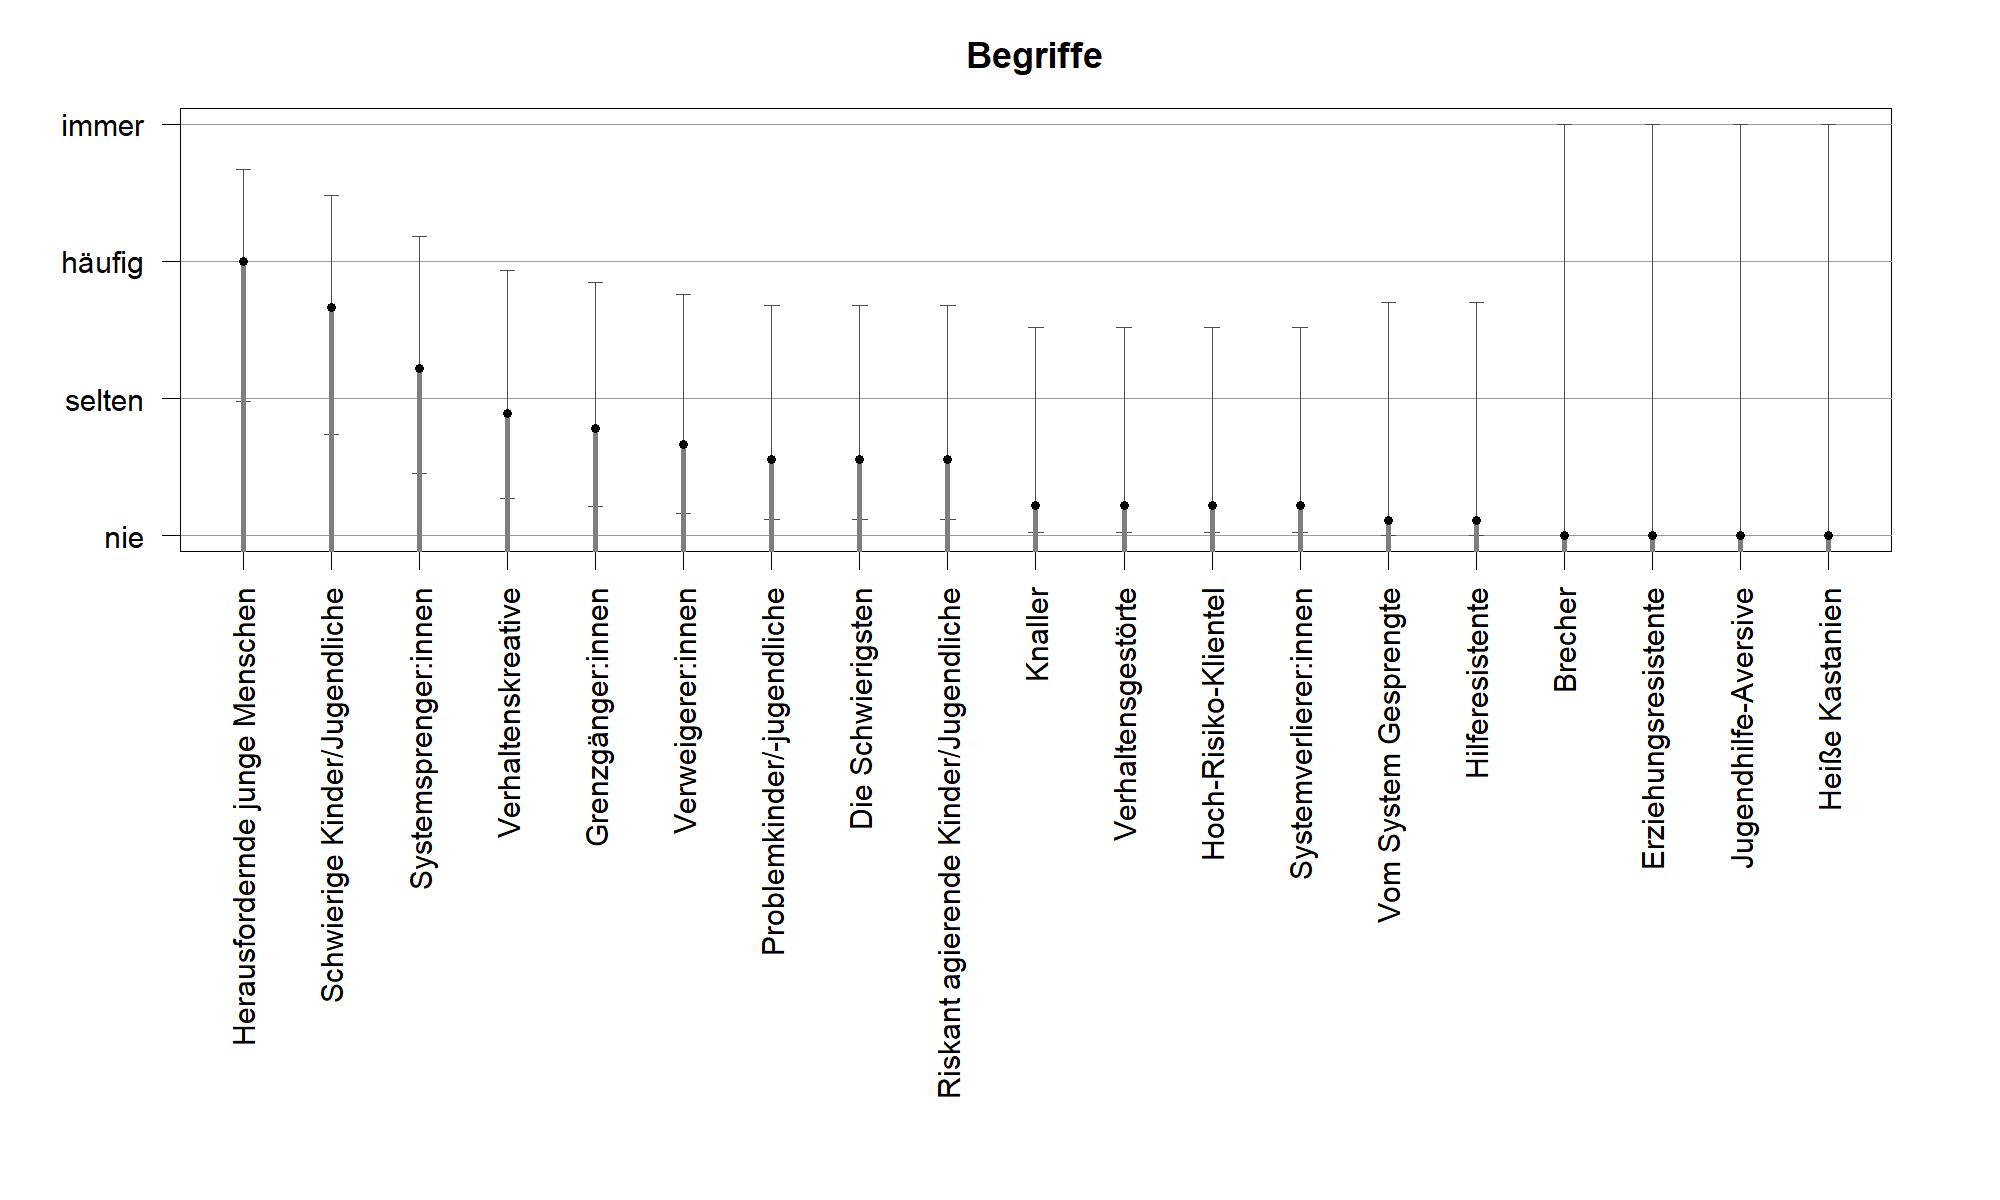 Begriffe
immer
häufig
selten
nie
Herausfordernde junge Menschen
Schwierige Kinder/Jugendliche
Systemsprenger:innen
Verhaltenskreative
Grenzgänger:innen
Verweigerer:innen
Problemkinder/-jugendliche
Die Schwierigsten
Riskant agierende Kinder/Jugendliche
Knaller
Verhaltensgestörte
Hoch-Risiko-Klientel
Systemverlierer:innen
Vom System Gesprengte
Hilferesistente
Brecher
Erziehungsresistente
Jugendhilfe-Aversive
Heiße Kastanien